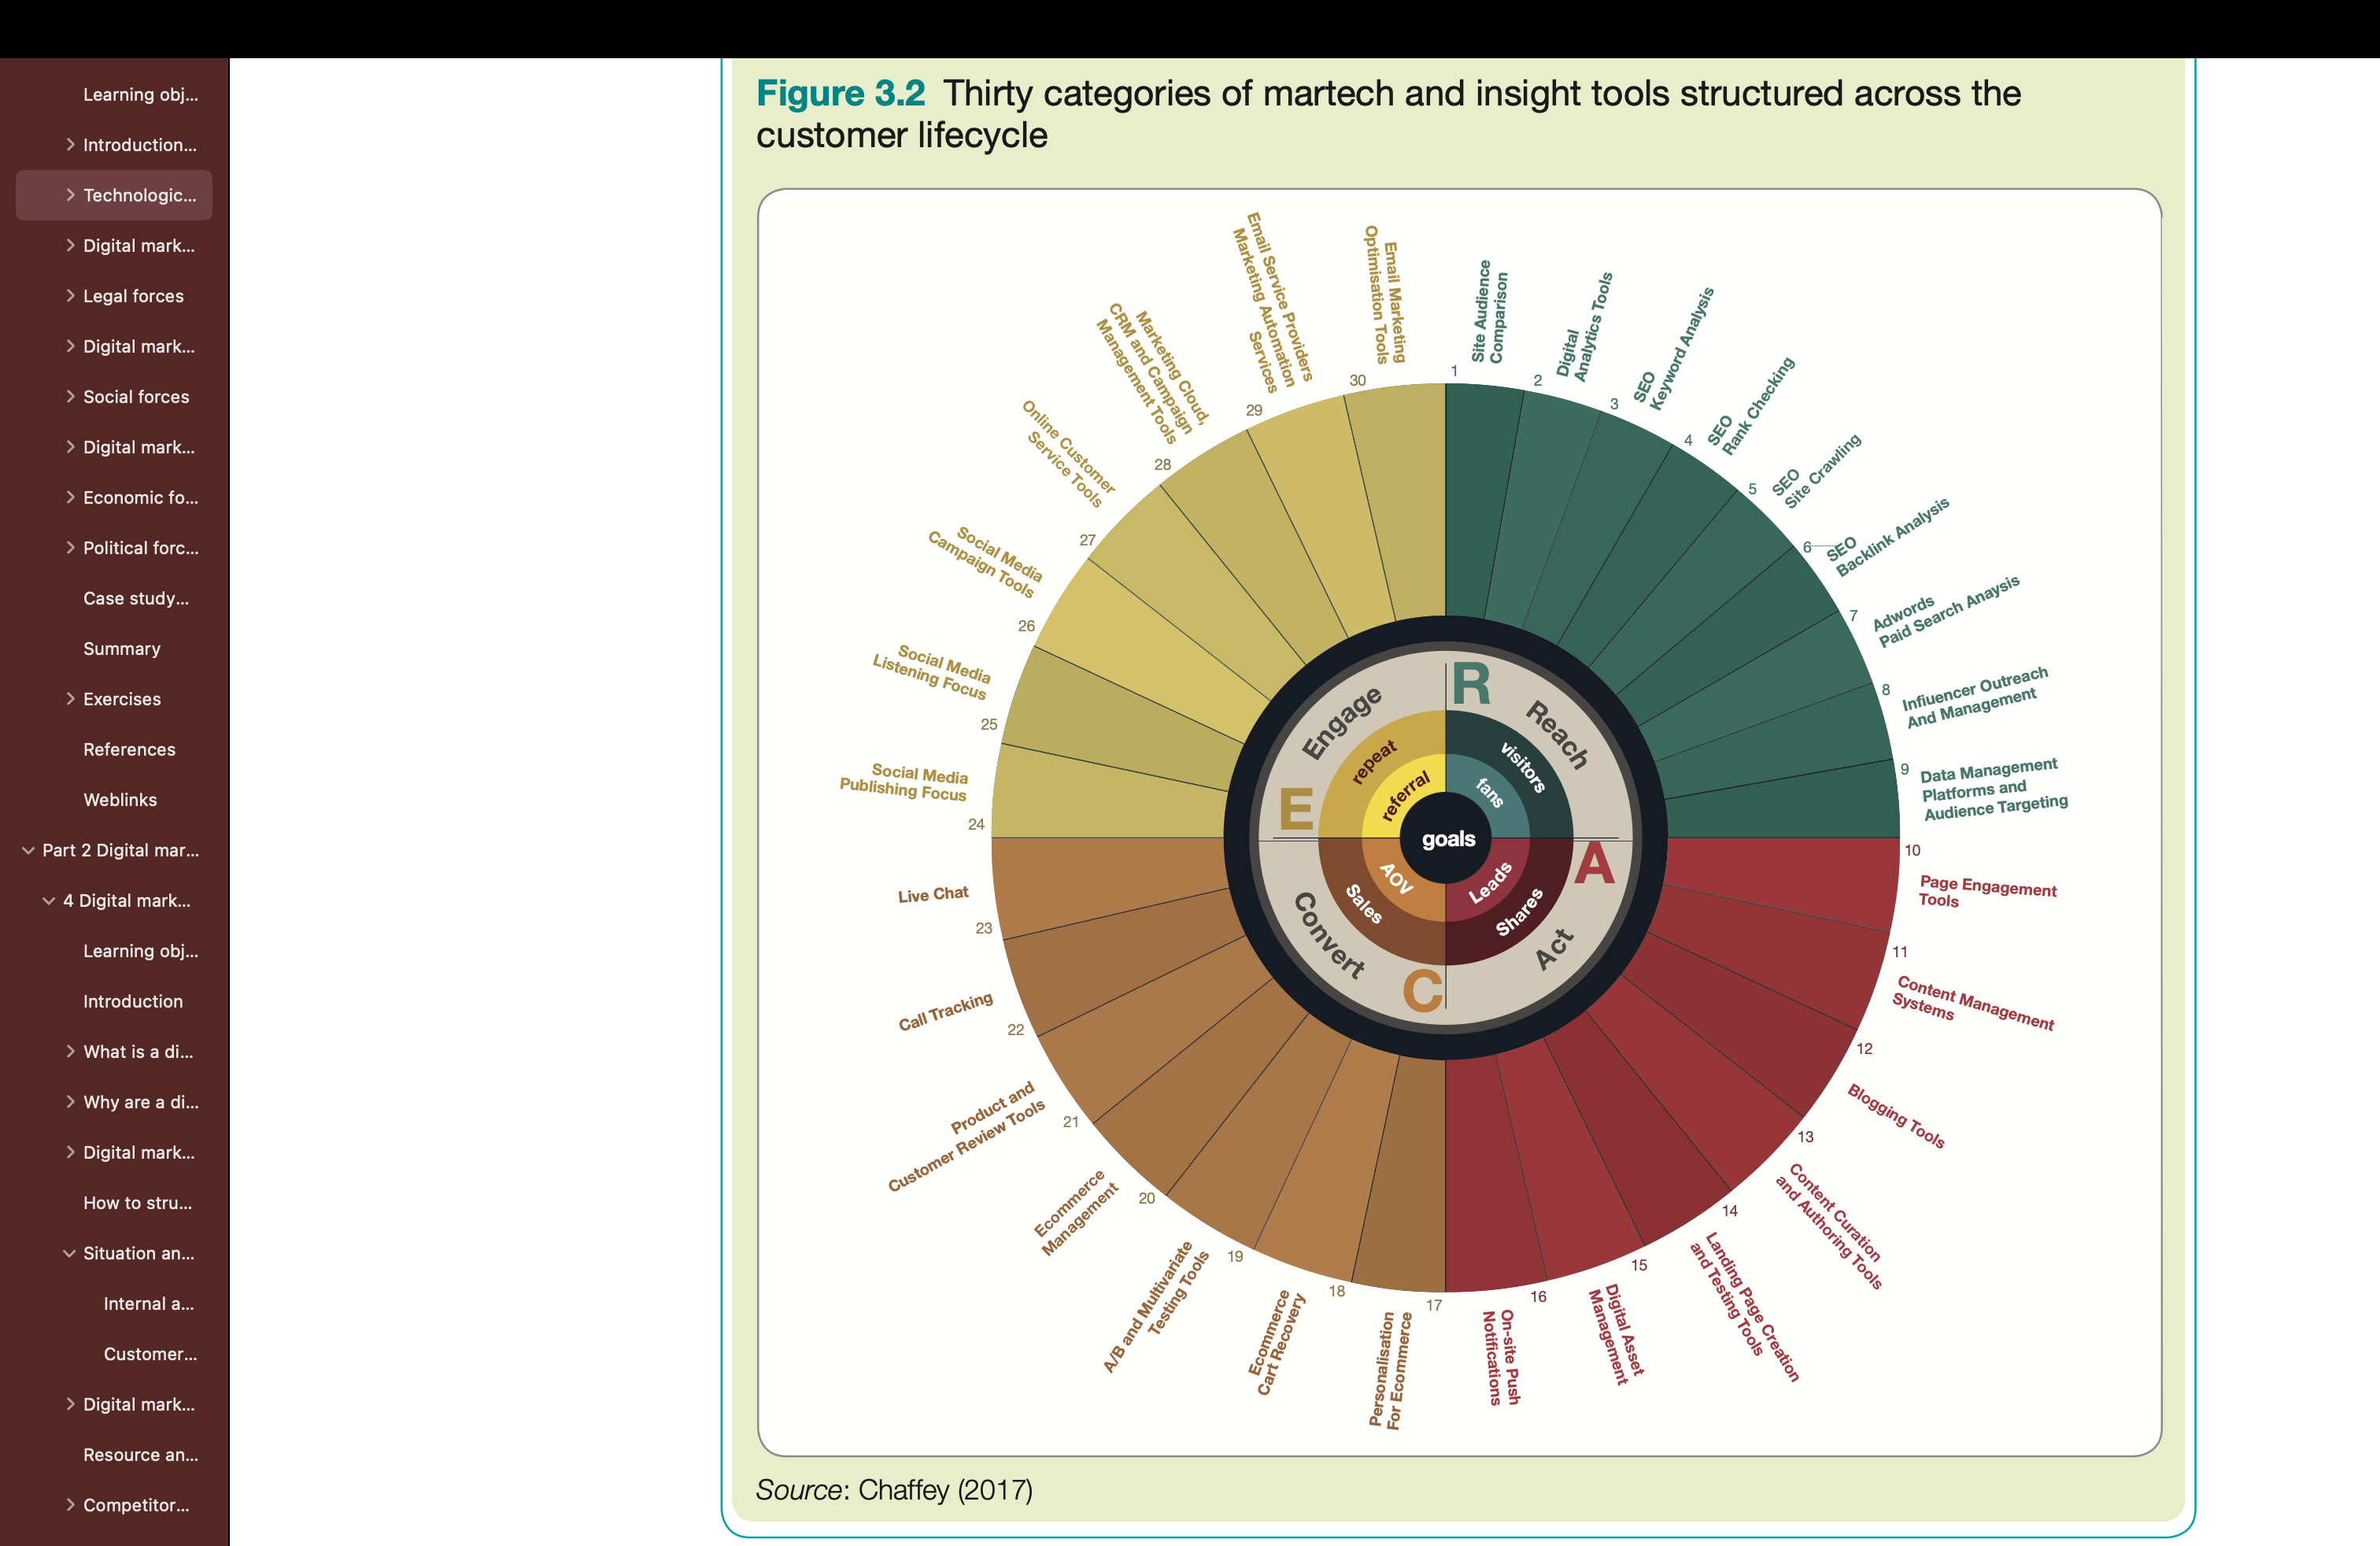 Learning obj...
Introduction...
Technologic...
Digital mark...
Legal forces
Digital mark...
Social forces
Digital mark...
Economic fo...
Political forc...
Case study...
Summary
Exercises
References
Weblinks
Part 2 Digital mar...
4 Digital mark...
Learning obj...
Introduction
What is a di...
Why are a di...
Digital mark...
How to stru...
Situation an...
Internal a...
Customer...
Digital mark...
Resource an...
Competitor...
Figure 3.2 Thirty categories of martech and insight tools structured across the
customer lifecycle
1
Site Audience
Comparison
2
Digital
Analytics Tools
3
SEO
Keyword Analysis
4
SEO
Rank Checking
5
SEO
Site Crawling
6
SEO
Backlink Analysis
7
Adwords
Paid Search Anaysis
8
Infiuencer Outreach
And Management
9
Data Management
Platforms and
Audience Targeting
10
Page Engagement
Tools
11
Content Management
Systems
12
Blogging Tools
13
Content Curation
and Authoring Tools
14
Landing Page Creation
and Testing Tools
15
Digital Asset
Management
16
On-site Push
Notifications
17
Personalisation
For Ecommerce
18
Ecommerce
Cart Recovery
19
A/B and Multivariate
Testing Tools
20
Ecommerce
Management
21
Product and
Customer Review Tools
22
Call Tracking
23
Live Chat
24
Social Media
Publishing Focus
25
Social Media
Listening Focus
26
Social Media
Campaign Tools
27
Online Customer
Service Tools
28
Marketing Cloud,
CRM and Campaign
Management Tools
29
Email Service Providers
Marketing Automation
Services
30
Email Marketing
Optimisation Tools
R
Reach
visitors
fans
A
Act
Shares
Leads
C
Convert
Sales
AOV
E
Engage
repeat
referral
goals
Source: Chaffey (2017)